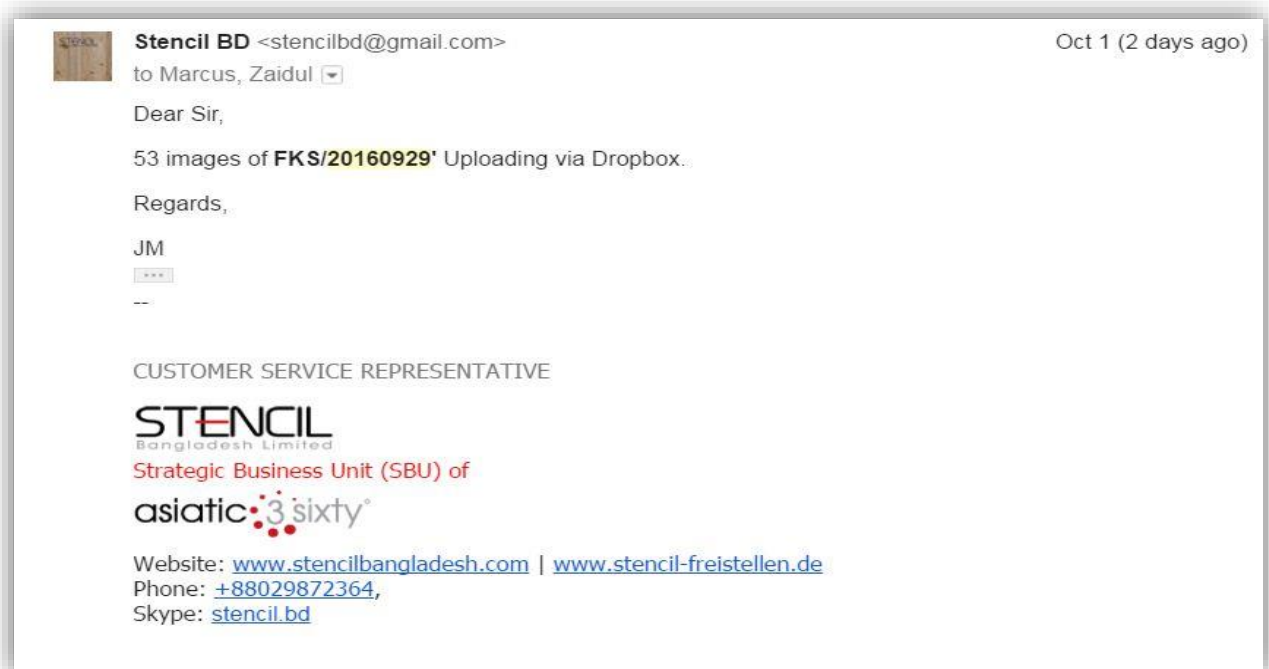 Stencil BD <stencilbd@gmail.com> Oct 1 (2 days ago)
to Marcus, Zaidul
Dear Sir,
53 images of FKS/20160929' Uploading via Dropbox.
Regards,
JM
--
CUSTOMER SERVICE REPRESENTATIVE
STENCIL
Bangladesh Limited
Strategic Business Unit (SBU) of
asiatic 3 sixty°
Website: www.stencilbangladesh.com | www.stencil-freistellen.de
Phone: +88029872364,
Skype: stencil.bd